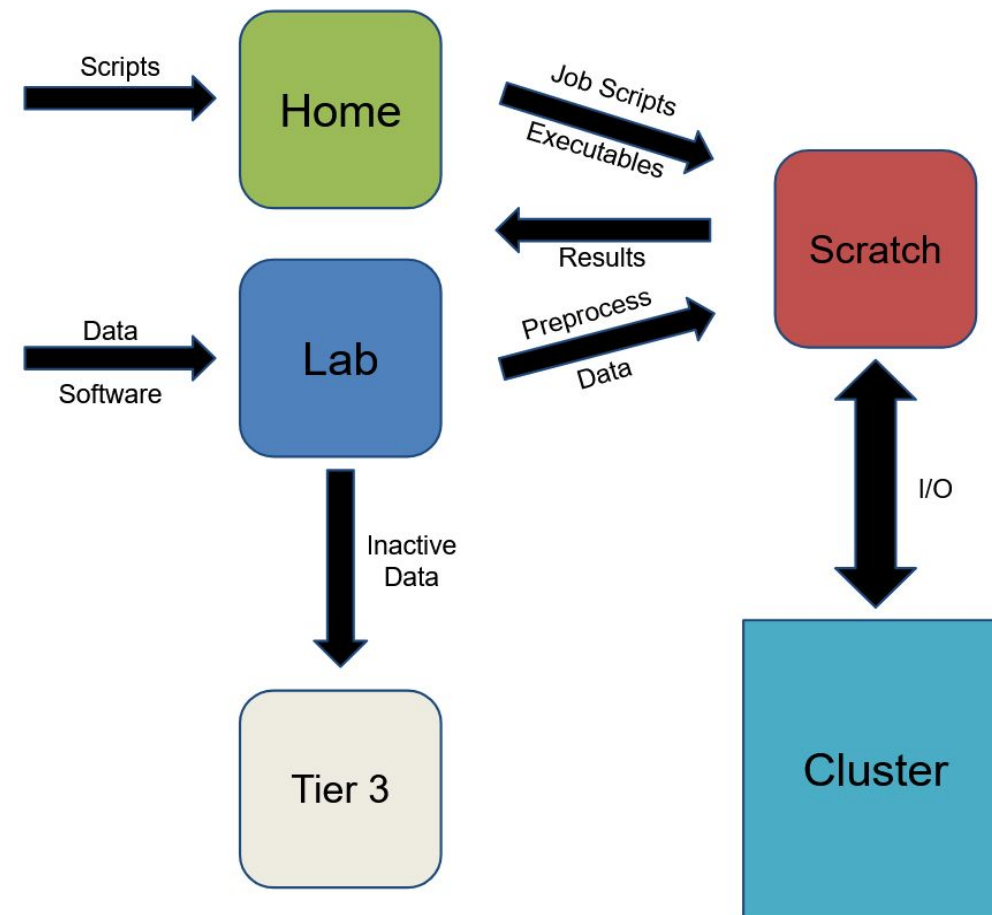 Scripts
Home
Job Scripts
Executables
Scratch
Results
Data
Software
Lab
Preprocess
Data
I/O
Inactive
Data
Tier 3
Cluster